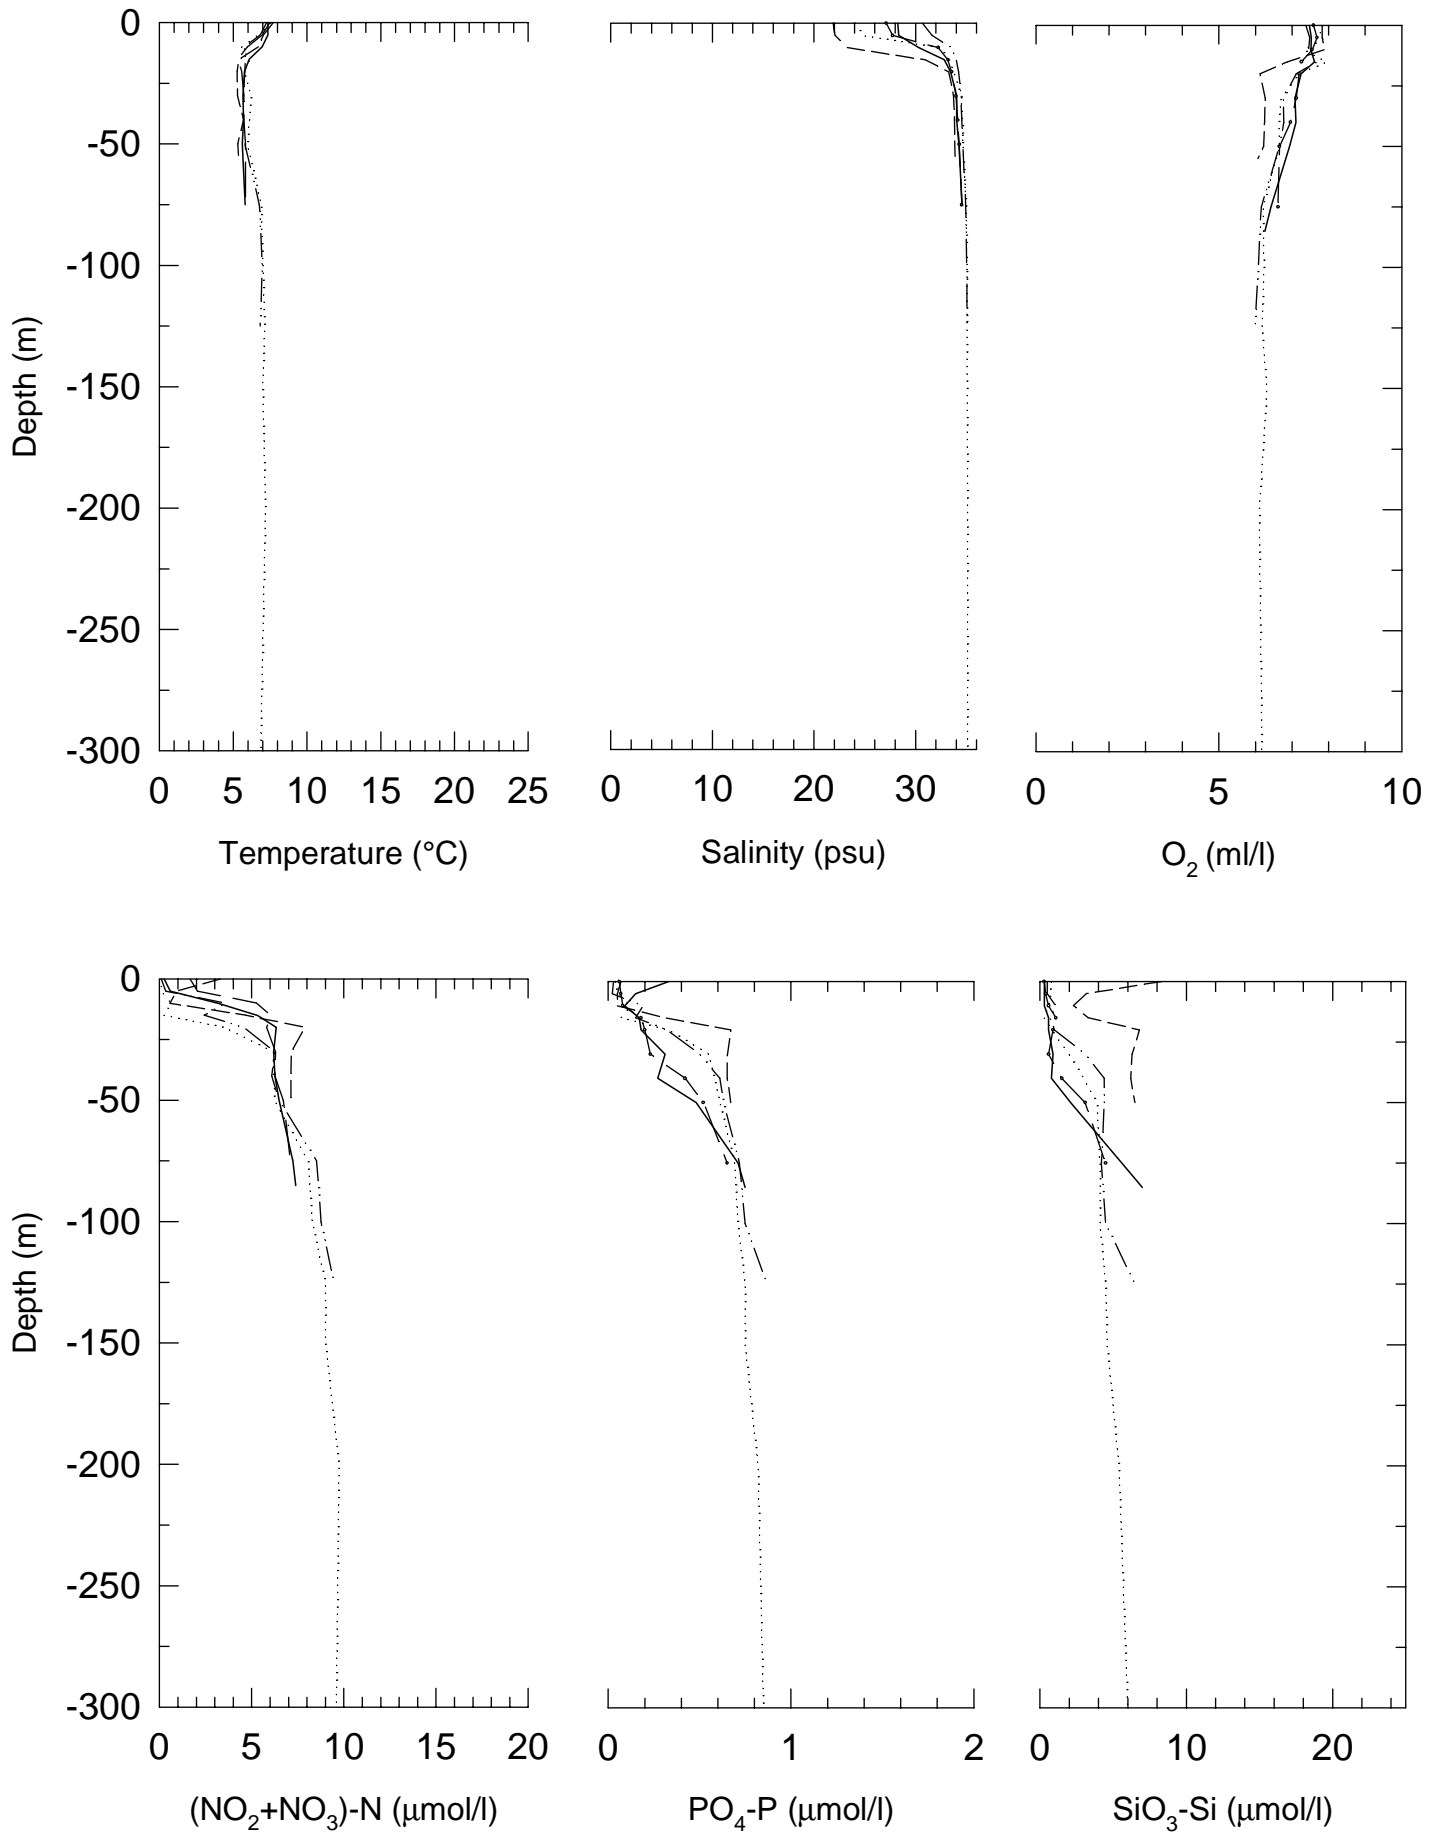 0
-50
-100
-150
-200
-250
-300
Depth (m)
0 5 10 15 20 25
Temperature (°C)
0 10 20 30
Salinity (psu)
0 5 10
O2 (ml/l)
0
-50
-100
-150
-200
-250
-300
Depth (m)
0 5 10 15 20
(NO2+NO3)-N (μmol/l)
0 1 2
PO4-P (μmol/l)
0 10 20
SiO3-Si (μmol/l)